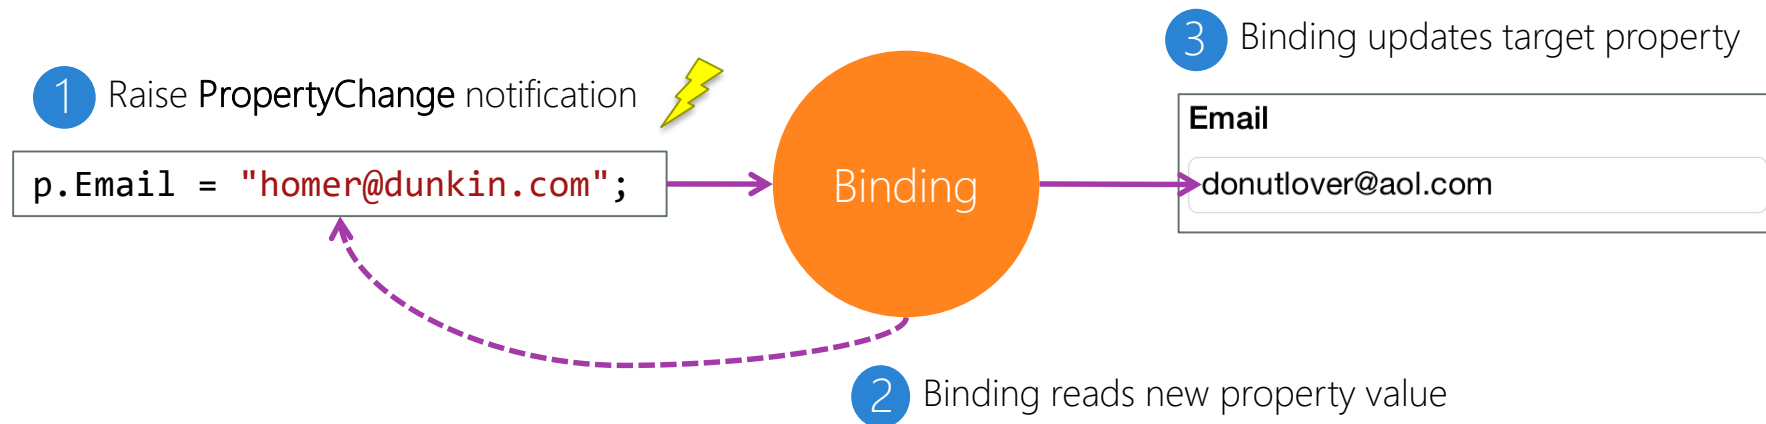 1 Raise PropertyChange notification
p.Email = "homer@dunkin.com";
Binding
2 Binding reads new property value
3 Binding updates target property
Email
donutlover@aol.com